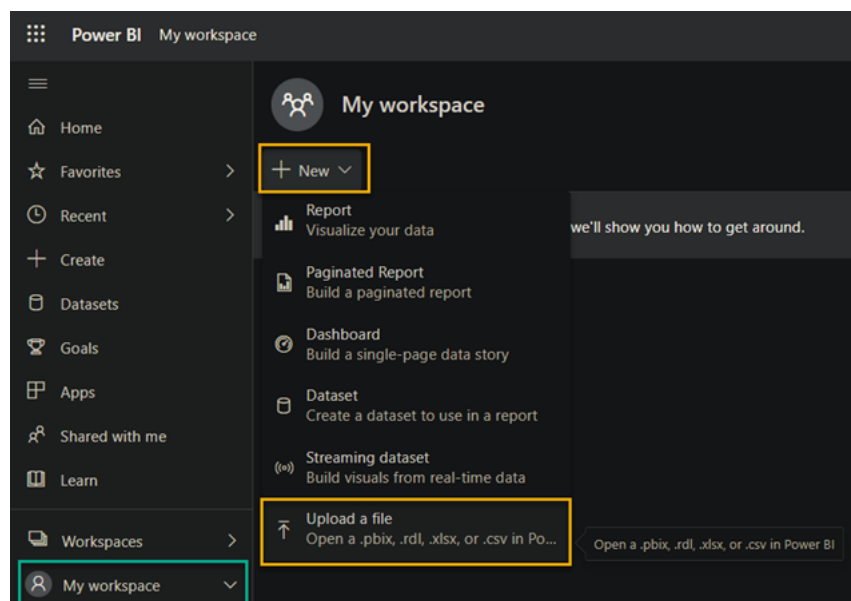 Power BI My workspace
Home
Favorites
Recent
Create
Datasets
Goals
Apps
Shared with me
Learn
Workspaces
My workspace
My workspace
New
Report
Visualize your data
we'll show you how to get around.
Paginated Report
Build a paginated report
Dashboard
Build a single-page data story
Dataset
Create a dataset to use in a report
Streaming dataset
Build visuals from real-time data
Upload a file
Open a .pbix, .rdl, .xlsx, or .csv in Po...
Open a .pbix, .rdl, .xlsx, or .csv in Power BI